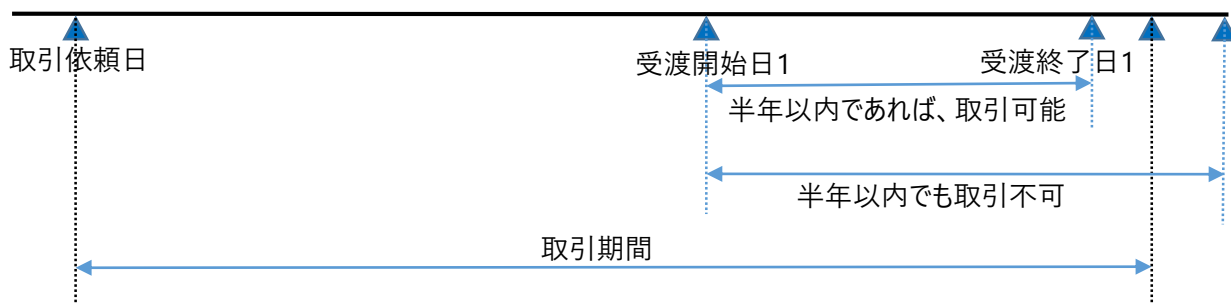 取引依頼日
受渡開始日1
受渡終了日1
半年以内であれば、取引可能
半年以内でも取引不可
取引期間